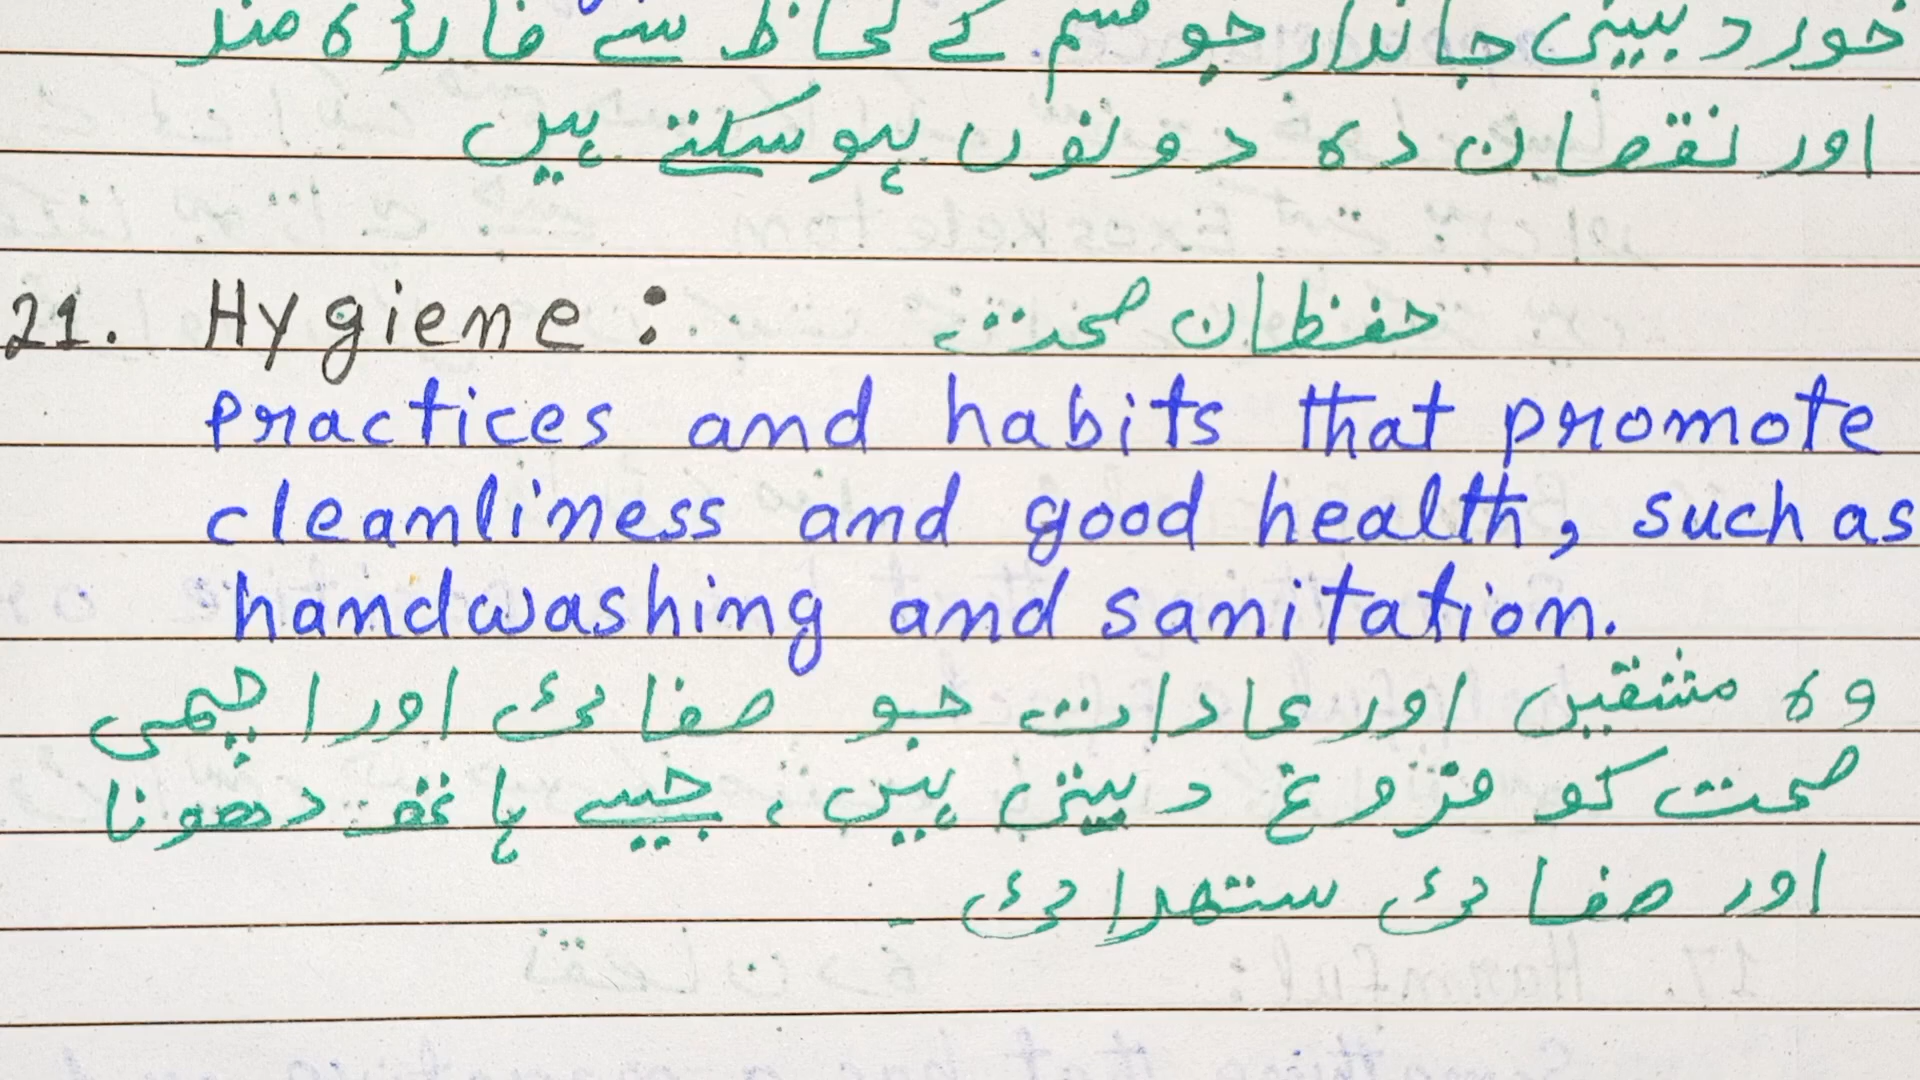 خورد بینی جاندار جو قسم کے لحاظ سے فائدہ مند
اور نقصان دہ دونوں ہو سکتے ہیں
21. Hygiene: حفظان صحت
Practices and habits that promote
cleanliness and good health, such as
handwashing and sanitation.
وہ مشقیں اور عادات جو صفائی اور اچھی
صحت کو فروغ دیتی ہیں، جیسے ہاتھ دھونا
اور صفائی ستھرائی۔